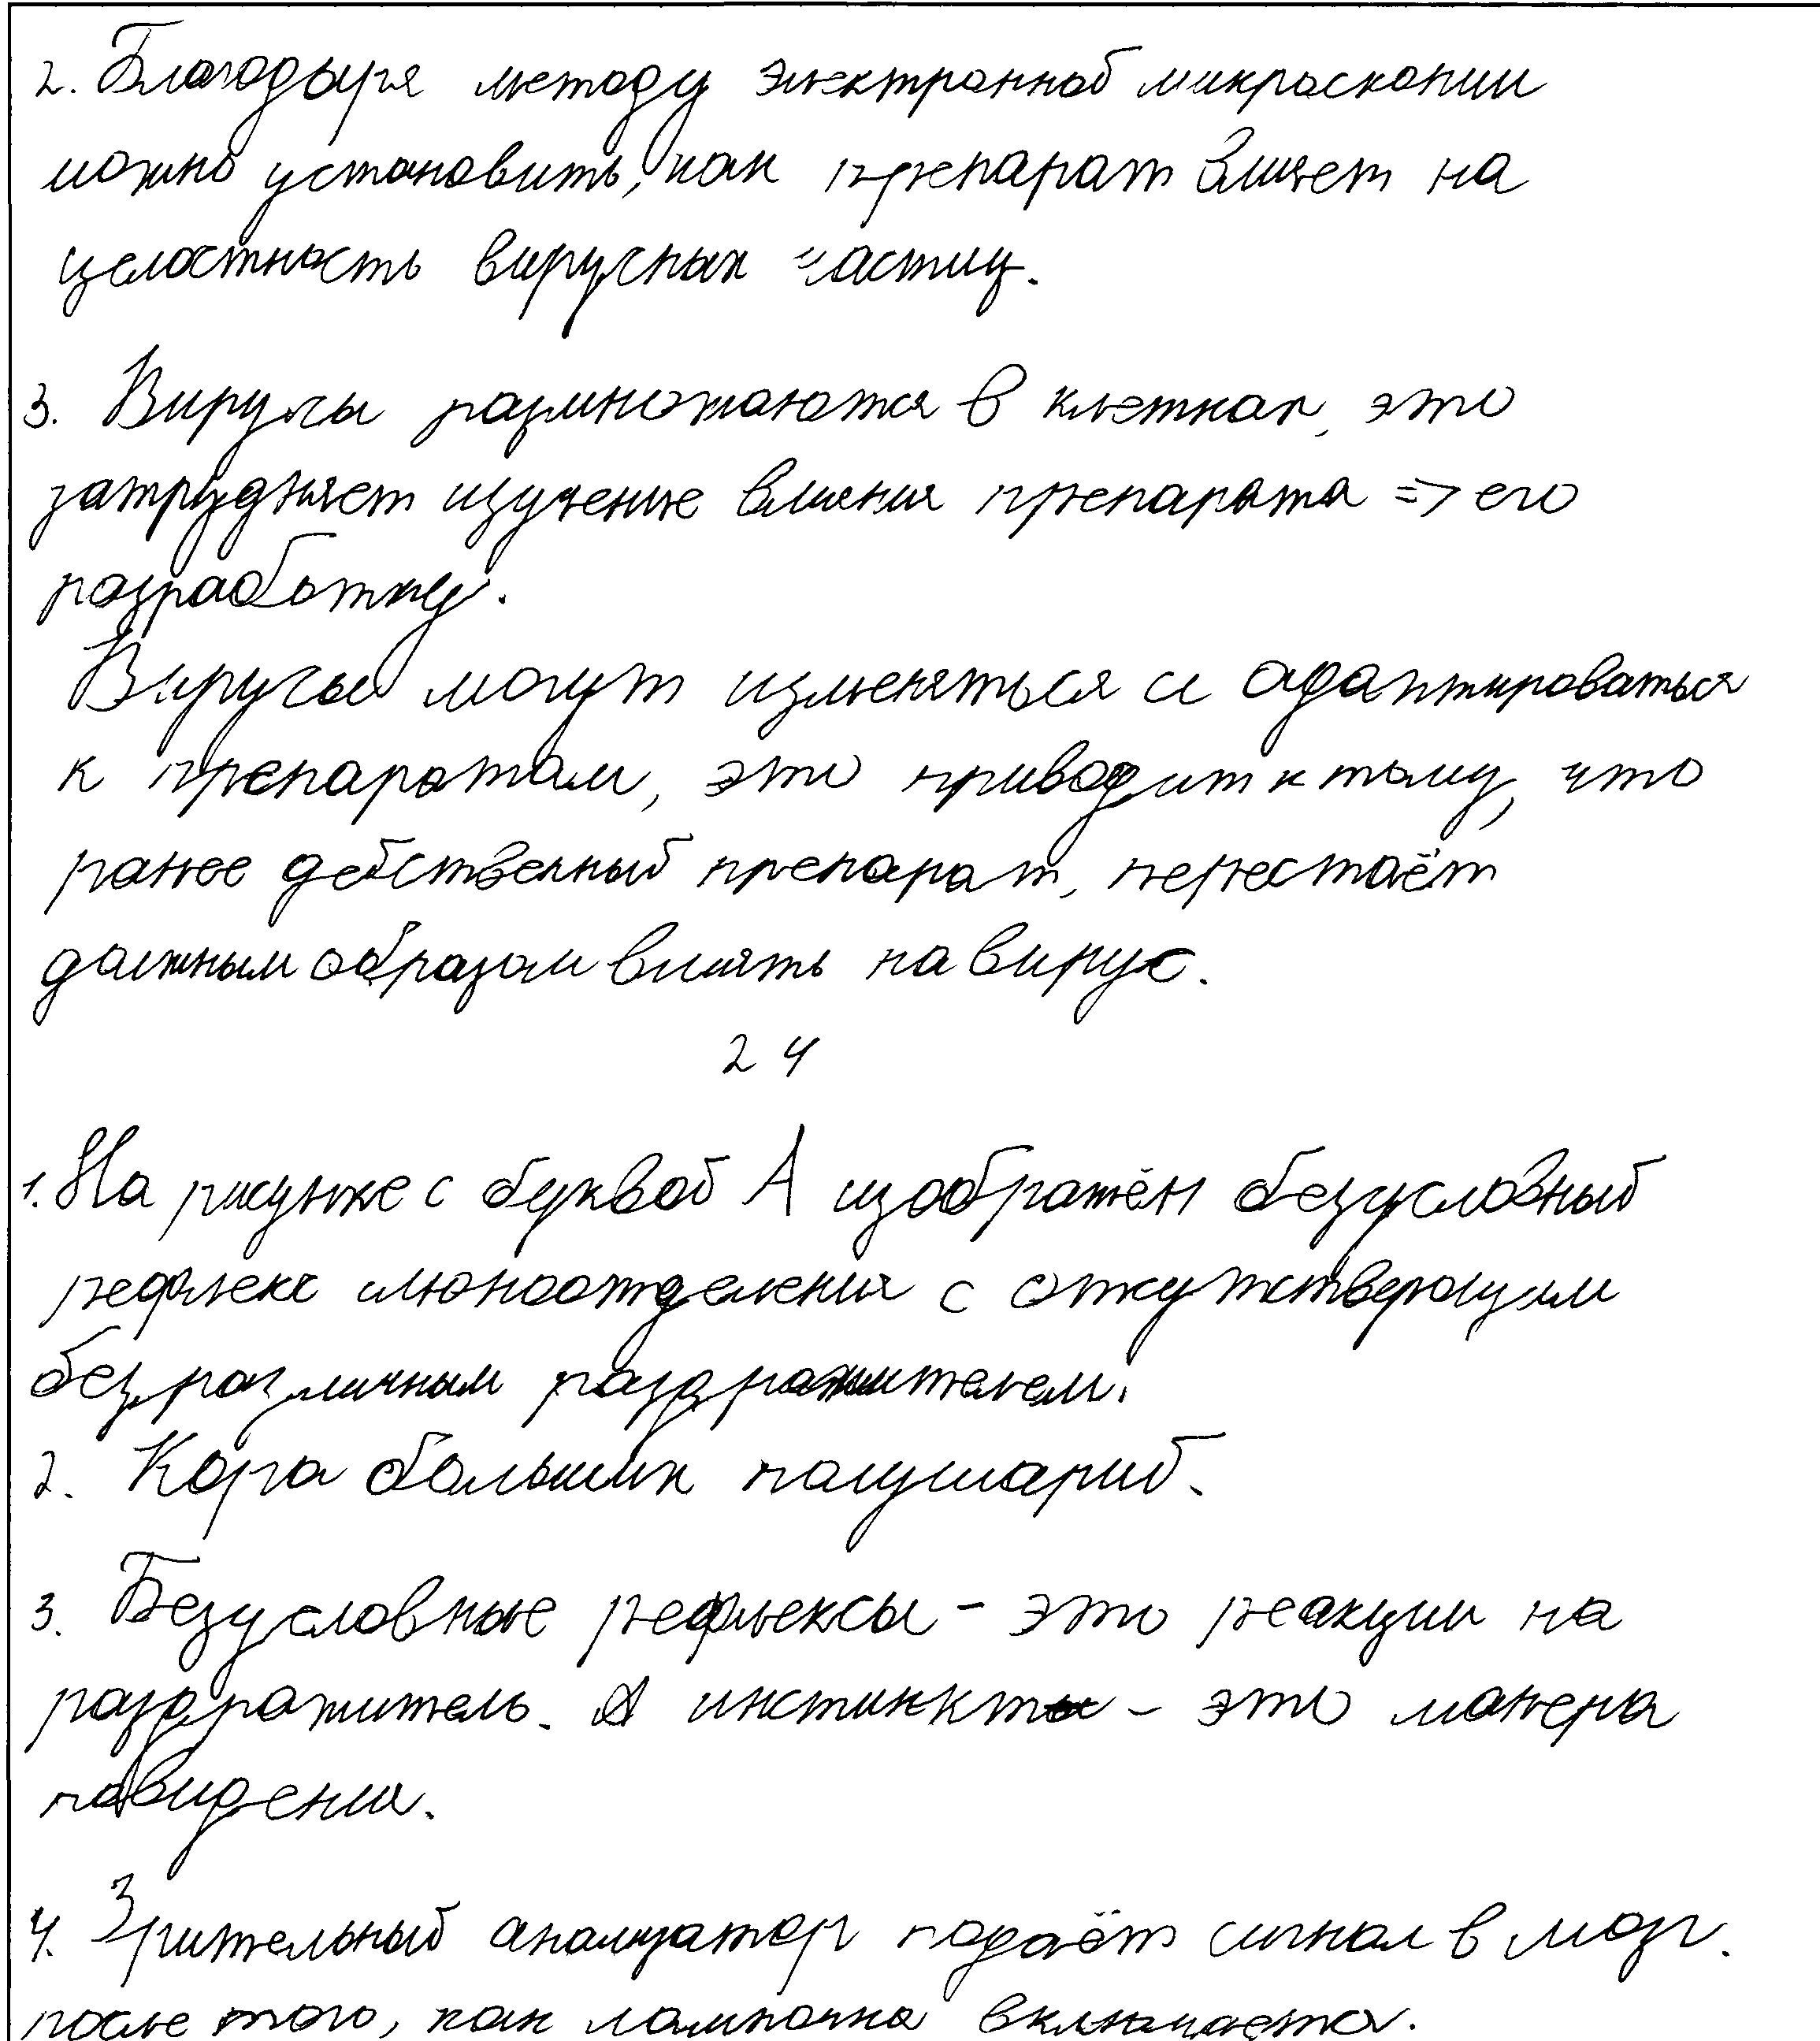 2. Благодаря методу электронной микроскопии
можно установить, как препарат влияет на
целостность вирусных частиц.
3. Вирусы размножаются в клетках, это
затрудняет изучение влияния препарата => его
разработку.
Вирусы могут изменяться и адаптироваться
к препаратам, это приводит к тому, что
ранее действенный препарат, перестаёт
должным образом влиять на вирус.
24
1. На рисунке с буквой А изображён безусловный
рефлекс слюноотделения с
безразличным раздражителем.
2. Кора больших полушарий.
3. Безусловные рефлексы - это реакции на
раздражитель. А инстинкты - это манера
повидения.
4. Зрительный анализатор подаёт сигнал в мозг.
после того, как лампочка включается.